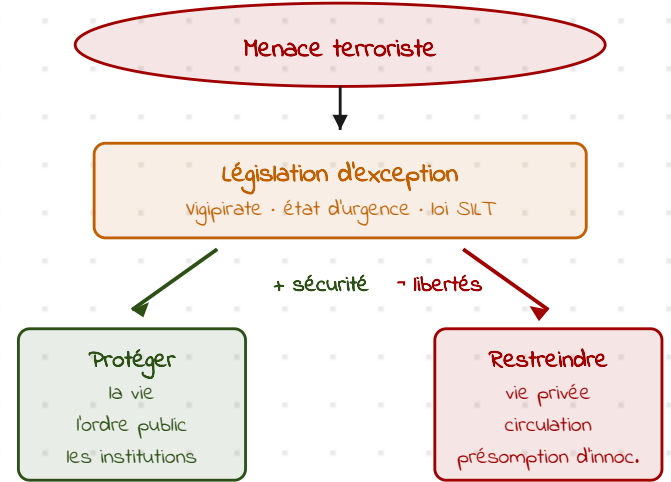 Menace terroriste
Législation d'exception
Vigipirate · état d'urgence · loi SILT
+ sécurité
¬ libertés
Protéger
la vie
l'ordre public
les institutions
Restreindre
vie privée
circulation
présomption d'innoc.